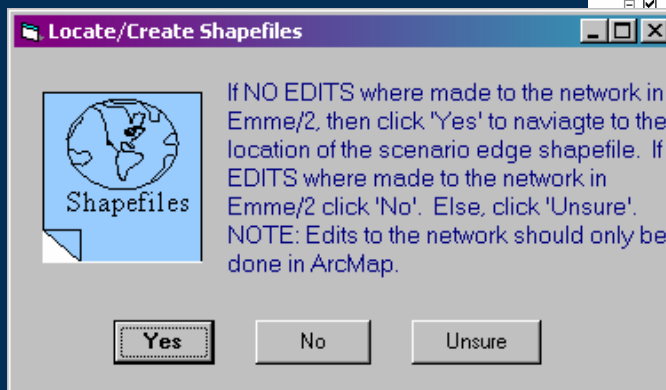 Locate/Create Shapefiles
If NO EDITS where made to the network in
Emme/2, then click 'Yes' to naviagte to the
location of the scenario edge shapefile. If
EDITS where made to the network in
Emme/2 click 'No'. Else, click 'Unsure'.
NOTE: Edits to the network should only be
done in ArcMap.
Shapefiles
Yes
No
Unsure